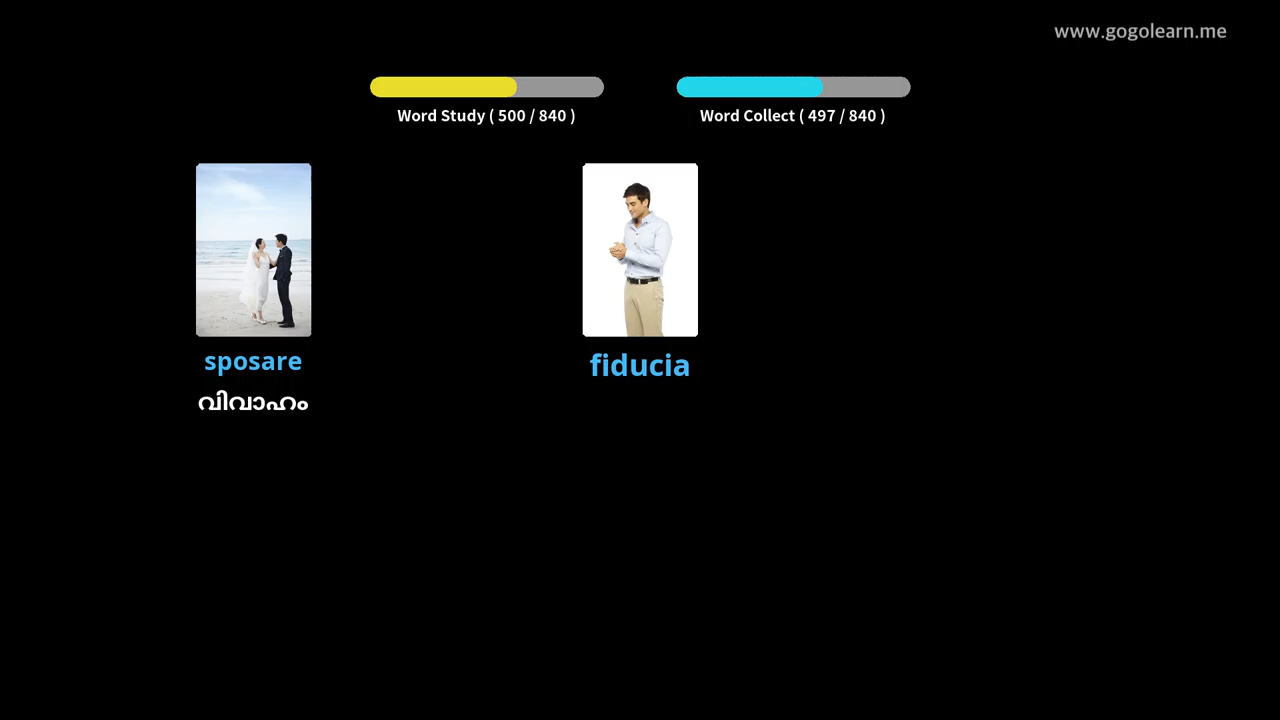 www.gogolearn.me
Word Study ( 500 / 840 )
Word Collect ( 497 / 840 )
sposare
വിവാഹം
fiducia